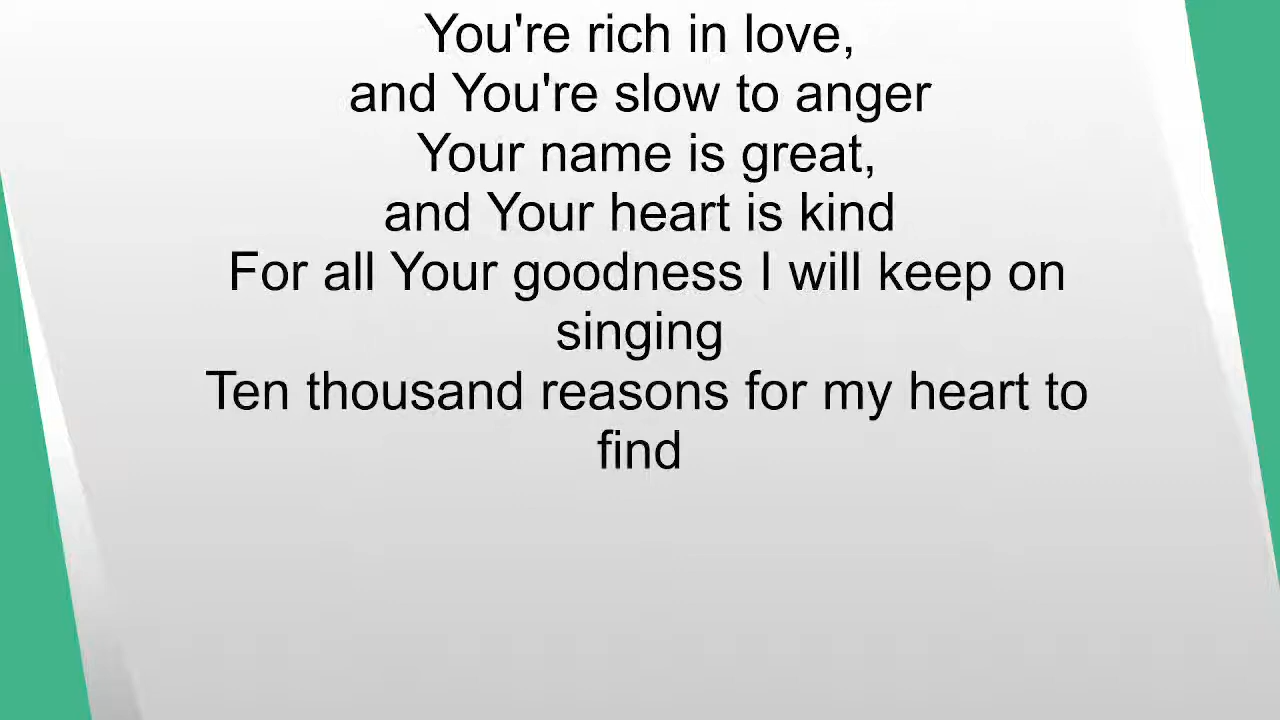 You're rich in love,
and You're slow to anger
Your name is great,
and Your heart is kind
For all Your goodness I will keep on
singing
Ten thousand reasons for my heart to
find